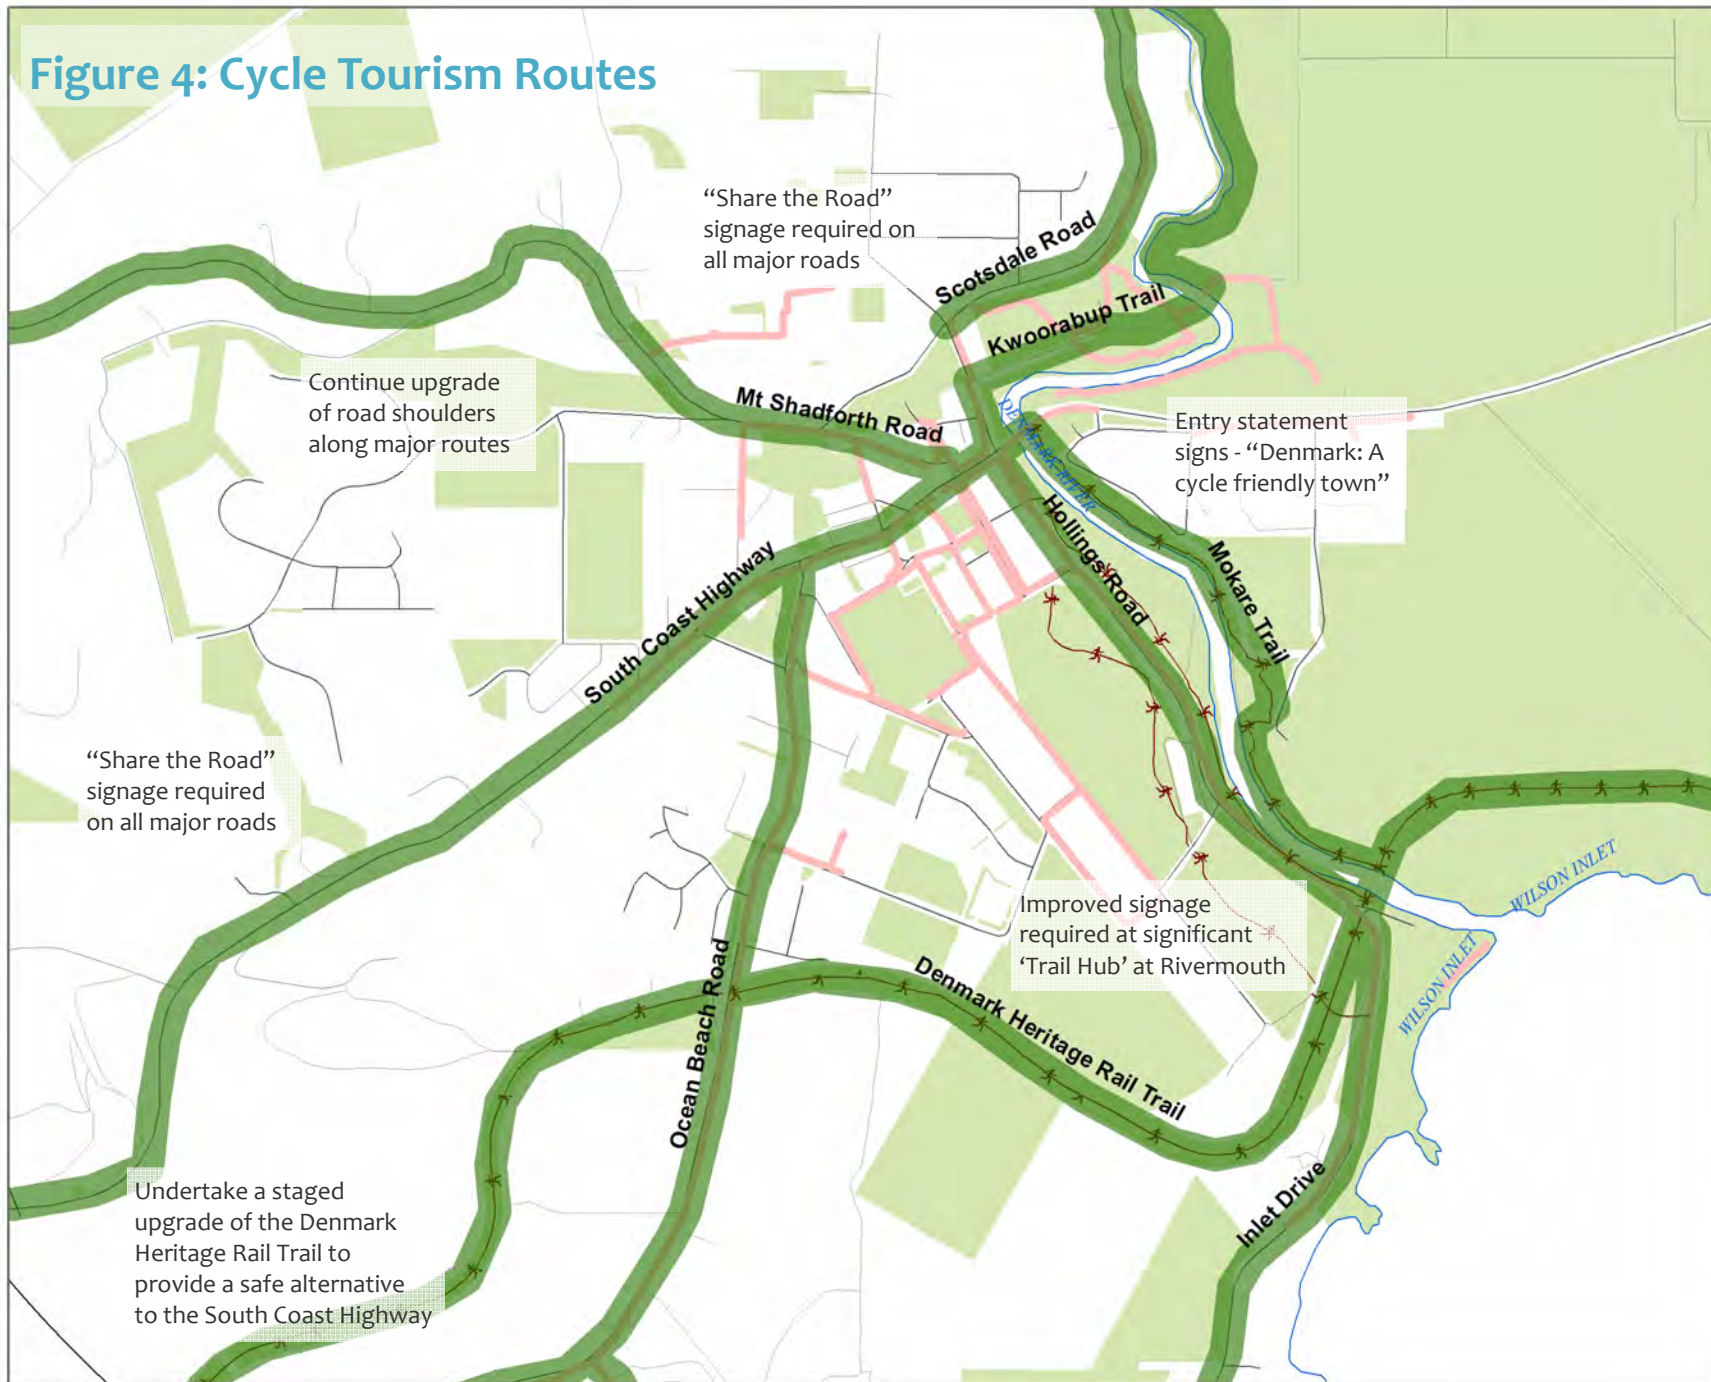 Figure 4: Cycle Tourism Routes
“Share the Road”
signage required on
all major roads
Scotsdale Road
Kwoorabup Trail
Continue upgrade
of road shoulders
along major routes
Mt Shadforth Road
DENMARK RIVER
Entry statement
signs - “Denmark: A
cycle friendly town”
Hollings Road
Mokare Trail
South Coast Highway
“Share the Road”
signage required
on all major roads
WILSON INLET
Improved signage
required at significant
‘Trail Hub’ at Rivermouth
WILSON INLET
Ocean Beach Road
Denmark Heritage Rail Trail
Inlet Drive
Undertake a staged
upgrade of the Denmark
Heritage Rail Trail to
provide a safe alternative
to the South Coast Highway